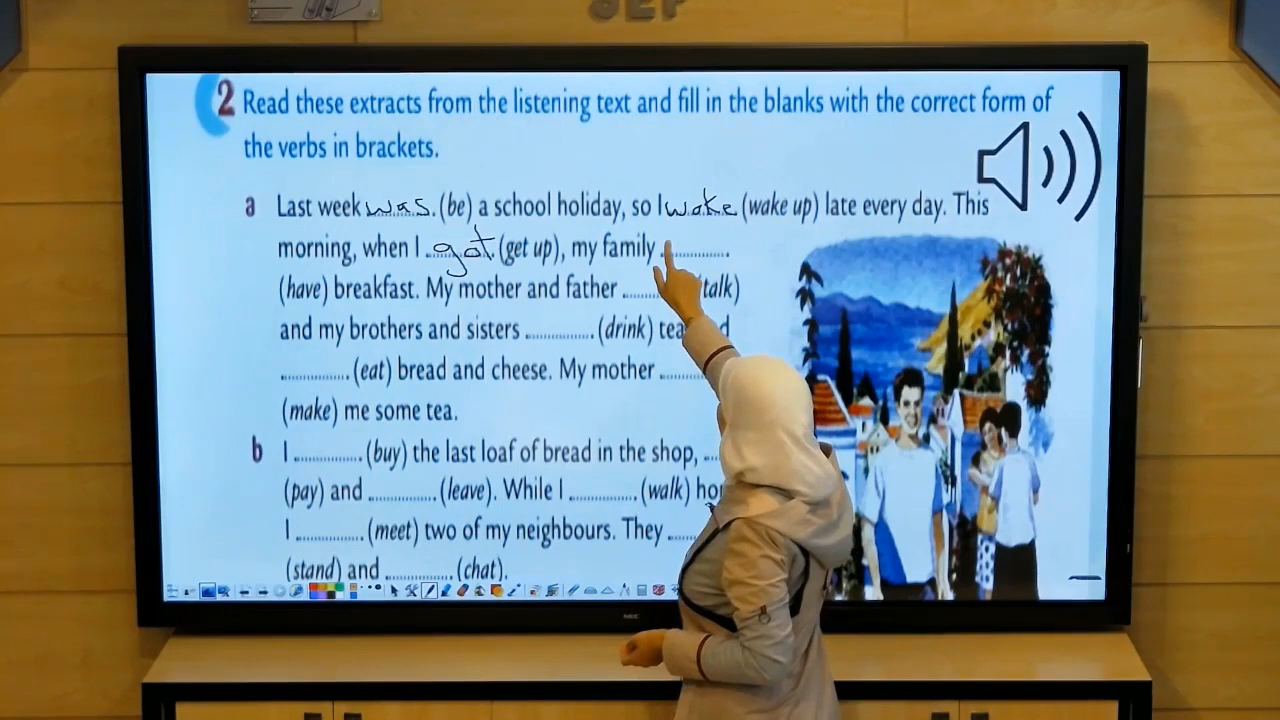 SEF
2 Read these extracts from the listening text and fill in the blanks with the correct form of
the verbs in brackets.
a Last week was. (be) a school holiday, so I woke (wake up) late every day. This
morning, when I got (get up), my family ............
(have) breakfast. My mother and father ............ (talk)
and my brothers and sisters ............ (drink) tea
............ (eat) bread and cheese. My mother ............
(make) me some tea.
b I ............ (buy) the last loaf of bread in the shop, ...
(pay) and ............ (leave). While I ............ (walk)
I ............ (meet) two of my neighbours. They ......
(stand) and ............ (chat).
NEC